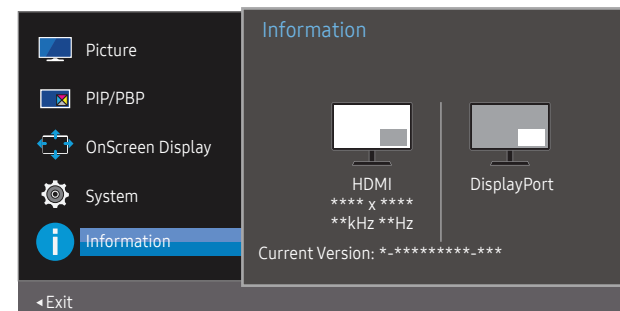 Picture
PIP/PBP
OnScreen Display
System
Information
Exit
Information
HDMI
**** x ****
**kHz **Hz
DisplayPort
Current Version: *-*********-***